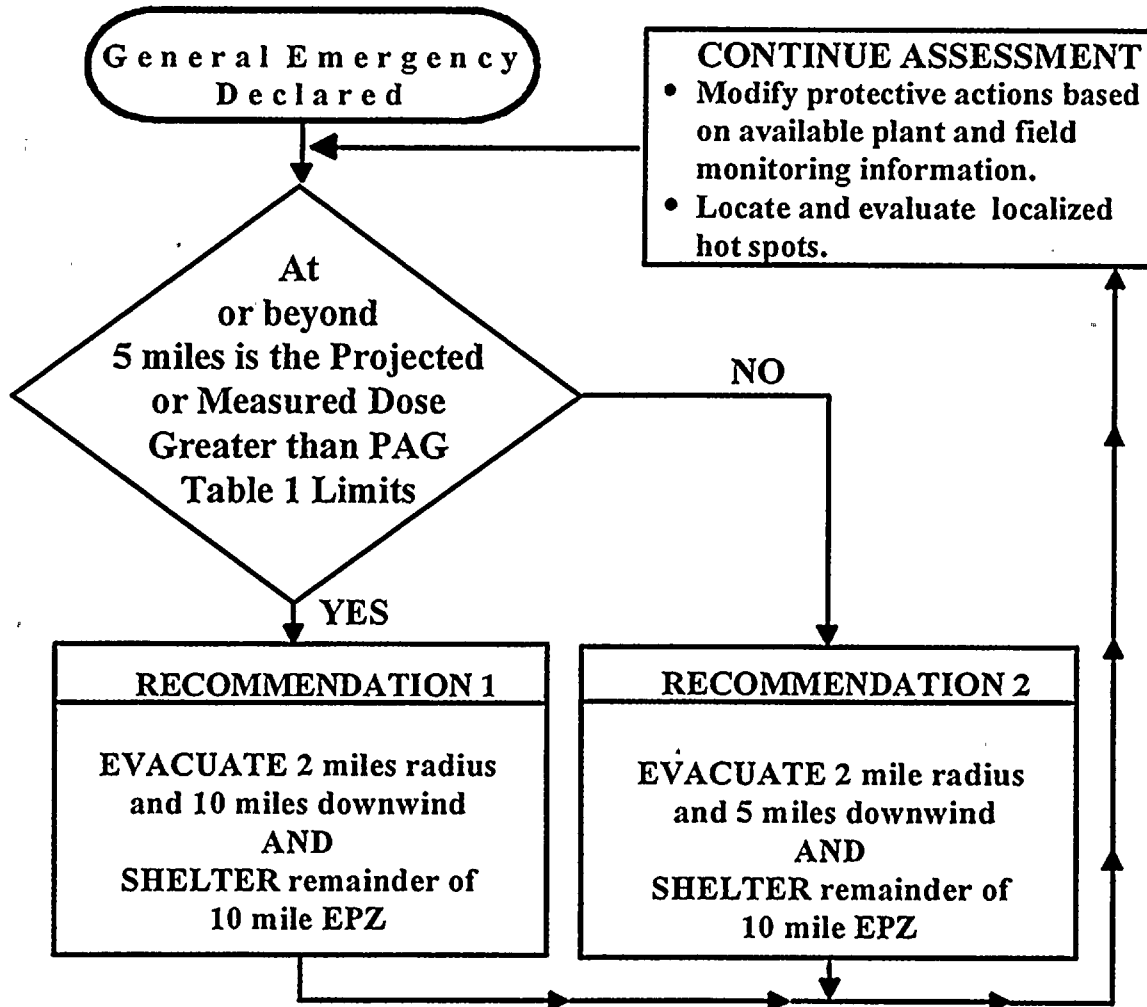 General Emergency
Declared
CONTINUE ASSESSMENT
• Modify protective actions based
on available plant and field
monitoring information.
• Locate and evaluate localized
hot spots.
At
or beyond
5 miles is the Projected
or Measured Dose
Greater than PAG
Table 1 Limits
NO
YES
RECOMMENDATION 1
EVACUATE 2 miles radius
and 10 miles downwind
AND
SHELTER remainder of
10 mile EPZ
RECOMMENDATION 2
EVACUATE 2 mile radius
and 5 miles downwind
AND
SHELTER remainder of
10 mile EPZ